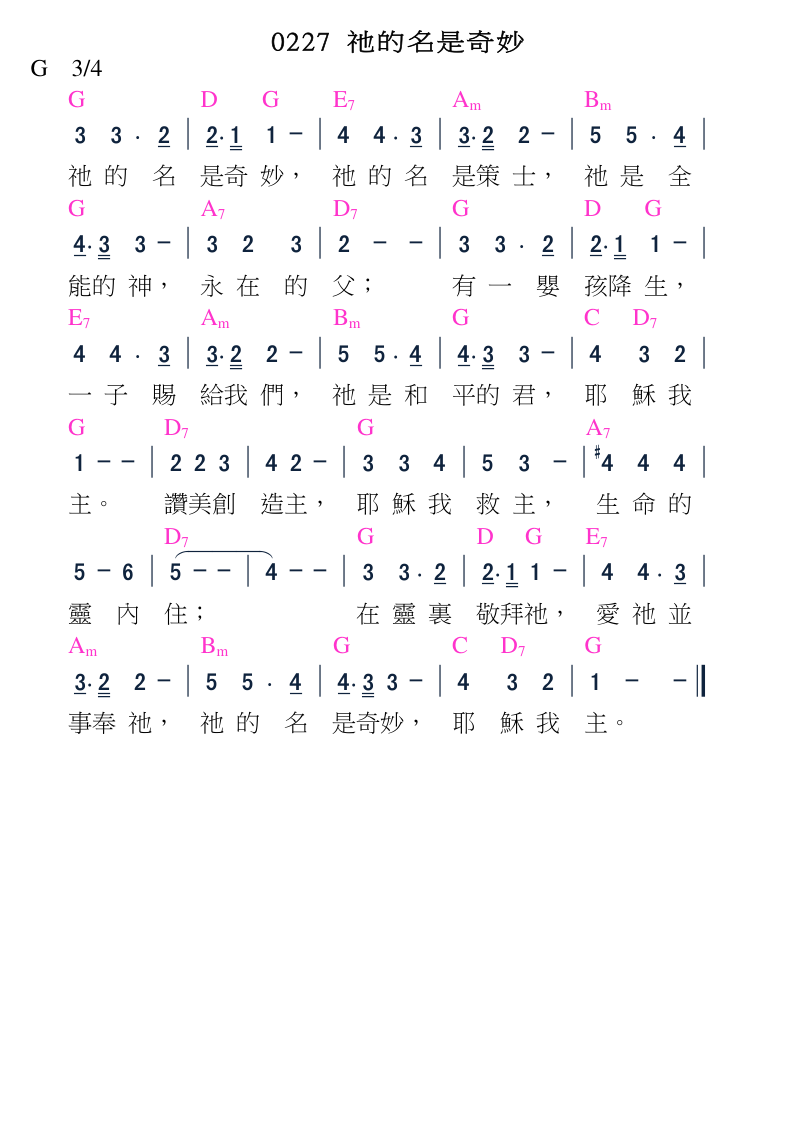 0227 祂的名是奇妙
G 3/4
G D G E7 Am Bm
3 3 · 2 | 2· 1 1 － | 4 4 · 3 | 3· 2 2 － | 5 5 · 4 |
祂 的 名 是奇 妙， 祂 的 名 是策 士， 祂 是 全
G A7 D7 G D G
4· 3 3 － | 3 2 3 | 2 － － | 3 3 · 2 | 2· 1 1 － |
能的 神， 永 在 的 父； 有 一 嬰 孩降 生，
E7 Am Bm G C D7
4 4 · 3 | 3· 2 2 － | 5 5 · 4 | 4· 3 3 － | 4 3 2 |
一 子 賜 給我 們， 祂 是 和 平的 君， 耶 穌 我
G D7 G A7
1 － － | 2 2 3 | 4 2 － | 3 3 4 | 5 3 － | ♯4 4 4 |
主。 讚美創 造主， 耶 穌 我 救 主， 生 命 的
D7 G D G E7
5 － 6 | 5 － － | 4 － － | 3 3 · 2 | 2· 1 1 － | 4 4 · 3 |
靈 內 住； 在 靈 裏 敬拜祂， 愛 祂 並
Am Bm G C D7 G
3· 2 2 － | 5 5 · 4 | 4· 3 3 － | 4 3 2 | 1 － － ‖
事奉 祂， 祂 的 名 是奇妙， 耶 穌 我 主。